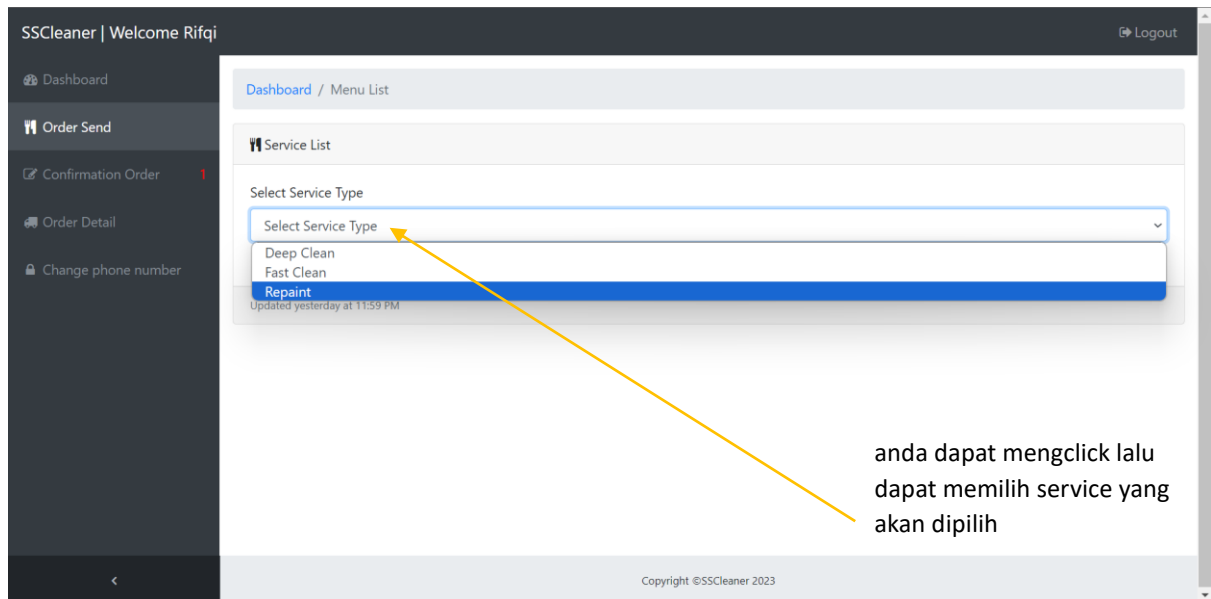 SSCleaner | Welcome Rifqi
Logout
Dashboard
Order Send
Confirmation Order 1
Order Detail
Change phone number
Dashboard / Menu List
Service List
Select Service Type
Select Service Type
Deep Clean
Fast Clean
Repaint
Updated yesterday at 11:59 PM
anda dapat mengclick lalu
dapat memilih service yang
akan dipilih
Copyright ©SSCleaner 2023